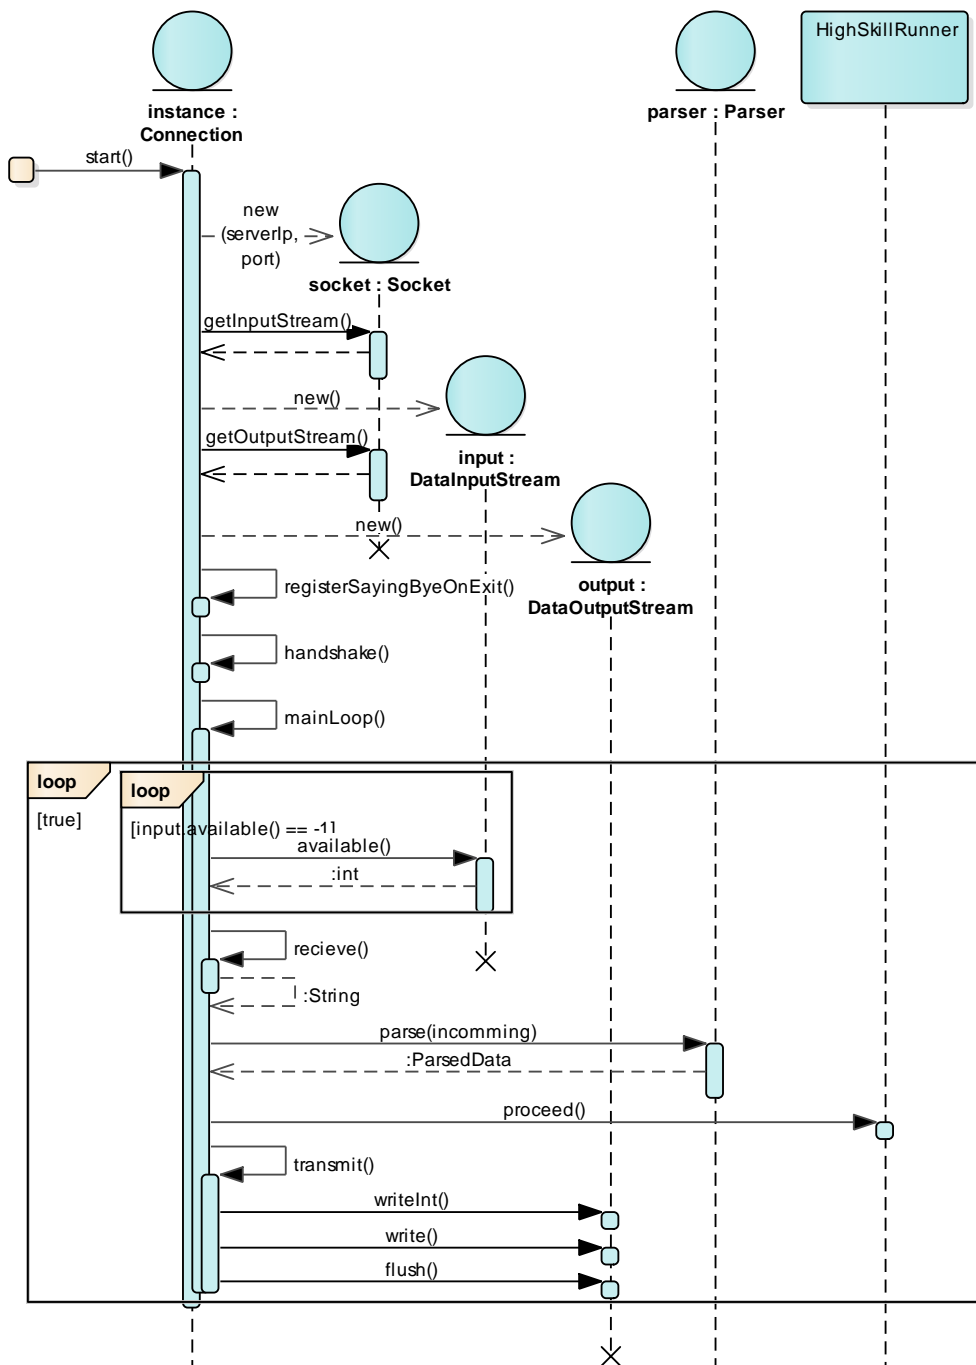 HighSkillRunner
instance :
Connection
parser : Parser
start()
new
(serverIp,
port)
socket : Socket
getInputStream()
new()
getOutputStream()
input :
DataInputStream
new()
registerSayingByeOnExit()
output :
DataOutputStream
handshake()
mainLoop()
loop
loop
[true]
[input.available() == -1]
available()
:int
recieve()
:String
parse(incomming)
:ParsedData
proceed()
transmit()
writeInt()
write()
flush()